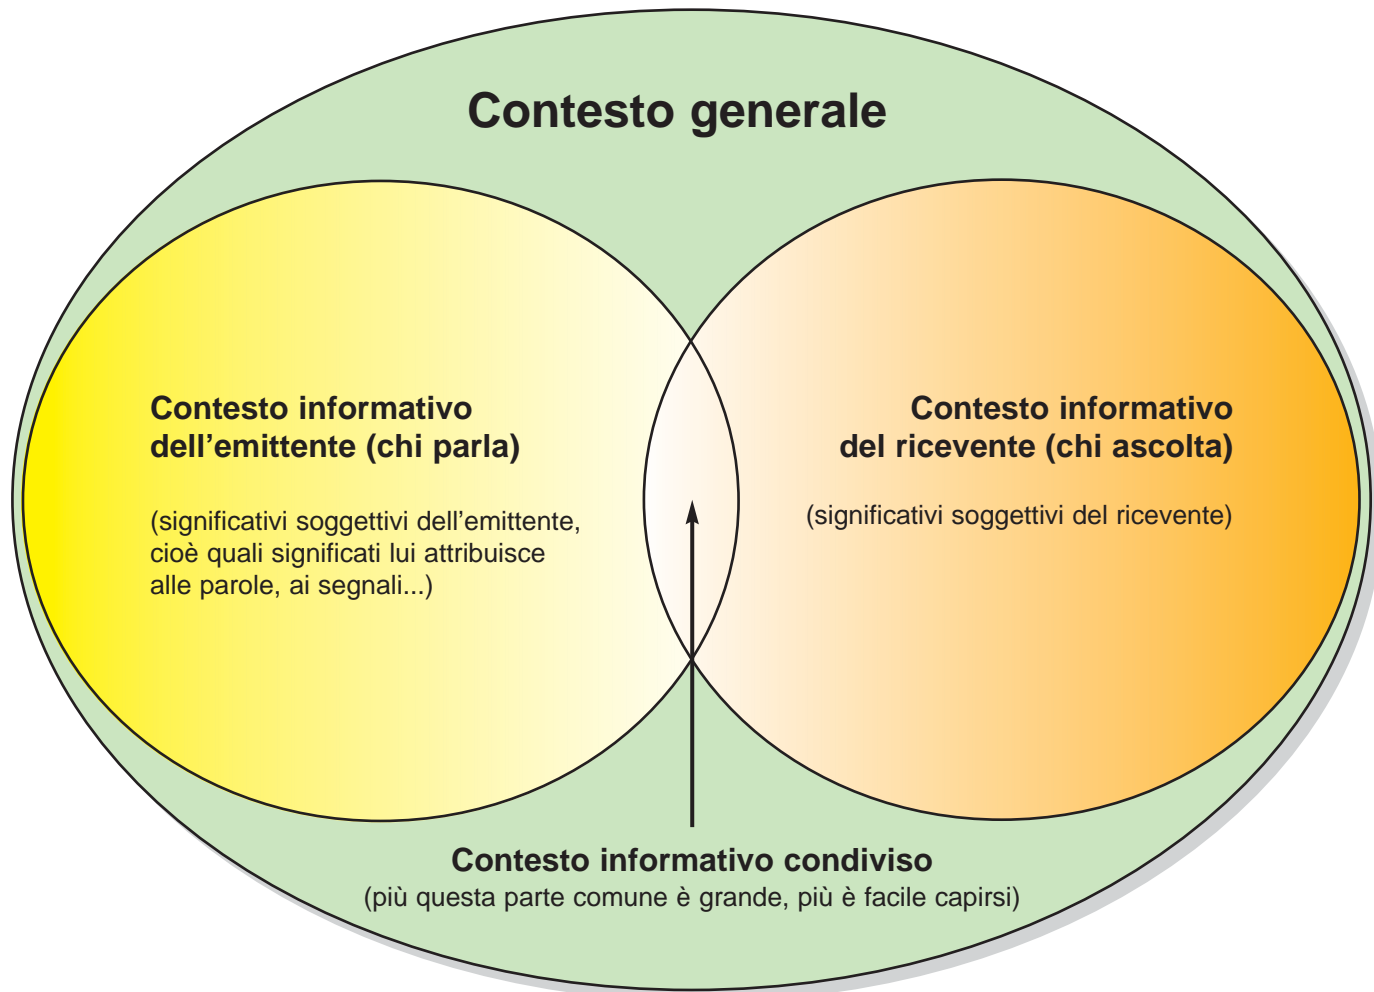 Contesto generale
Contesto informativo
dell’emittente (chi parla)
(significativi soggettivi dell’emittente,
cioè quali significati lui attribuisce
alle parole, ai segnali...)
Contesto informativo
del ricevente (chi ascolta)
(significativi soggettivi del ricevente)
Contesto informativo condiviso
(più questa parte comune è grande, più è facile capirsi)